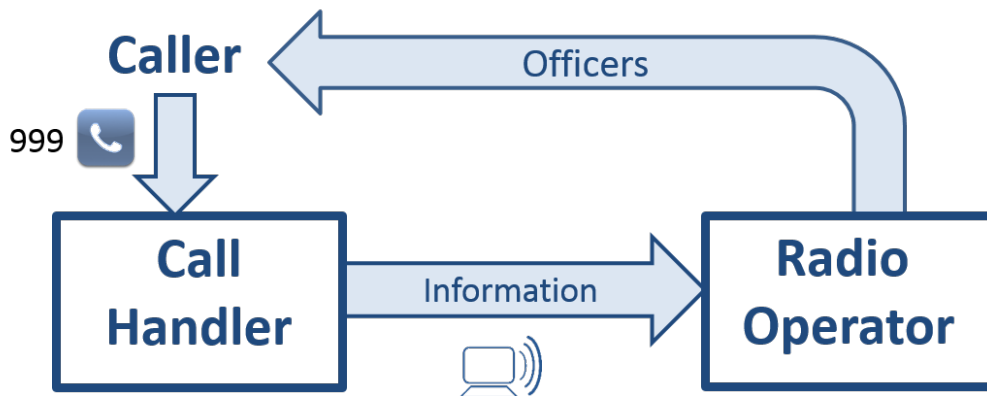 Caller
Officers
999
Call
Handler
Information
Radio
Operator